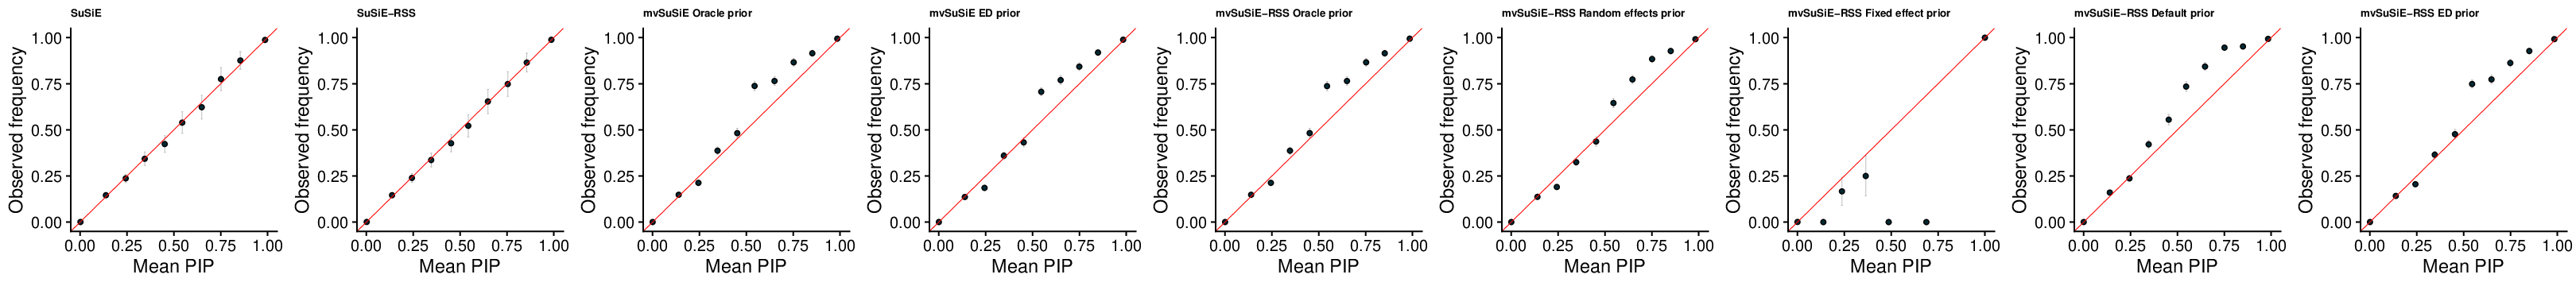 SuSiE
1.00
0.75
0.50
0.25
0.00
Observed frequency
0.00 0.25 0.50 0.75 1.00
Mean PIP
SuSiE−RSS
1.00
0.75
0.50
0.25
0.00
Observed frequency
0.00 0.25 0.50 0.75 1.00
Mean PIP
mvSuSiE Oracle prior
1.00
0.75
0.50
0.25
0.00
Observed frequency
0.00 0.25 0.50 0.75 1.00
Mean PIP
mvSuSiE ED prior
1.00
0.75
0.50
0.25
0.00
Observed frequency
0.00 0.25 0.50 0.75 1.00
Mean PIP
mvSuSiE−RSS Oracle prior
1.00
0.75
0.50
0.25
0.00
Observed frequency
0.00 0.25 0.50 0.75 1.00
Mean PIP
mvSuSiE−RSS Random effects prior
1.00
0.75
0.50
0.25
0.00
Observed frequency
0.00 0.25 0.50 0.75 1.00
Mean PIP
mvSuSiE−RSS Fixed effect prior
1.00
0.75
0.50
0.25
0.00
Observed frequency
0.00 0.25 0.50 0.75 1.00
Mean PIP
mvSuSiE−RSS Default prior
1.00
0.75
0.50
0.25
0.00
Observed frequency
0.00 0.25 0.50 0.75 1.00
Mean PIP
mvSuSiE−RSS ED prior
1.00
0.75
0.50
0.25
0.00
Observed frequency
0.00 0.25 0.50 0.75 1.00
Mean PIP